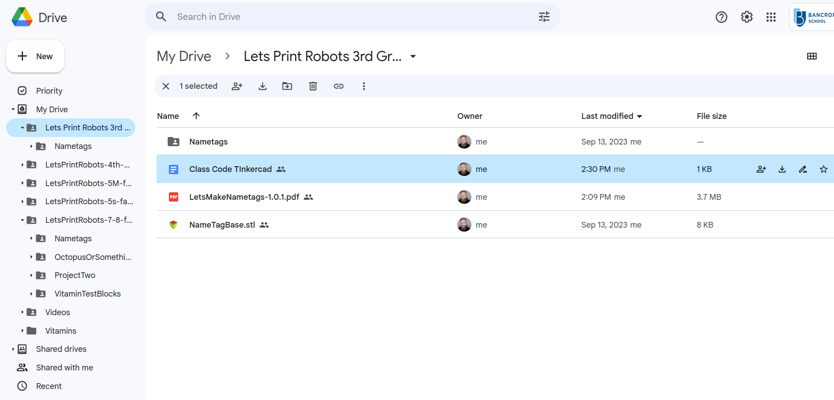 Drive
Search in Drive
BANCRO
SCHOOL
New
My Drive
Lets Print Robots 3rd Gr...
1 selected
Priority
My Drive
Lets Print Robots 3rd ...
Nametags
LetsPrintRobots-4th-...
LetsPrintRobots-5M-f...
LetsPrintRobots-5s-fa...
LetsPrintRobots-7-8-f...
Nametags
OctopusOrSomethi...
ProjectTwo
VitaminTestBlocks
Videos
Vitamins
Shared drives
Shared with me
Recent
Name Owner Last modified File size
Nametags me Sep 13, 2023 me —
Class Code TInkercad me 2:30 PM me 1 KB
PDF LetsMakeNametags-1.0.1.pdf me 2:09 PM me 3.7 MB
NameTagBase.stl me Sep 13, 2023 me 8 KB